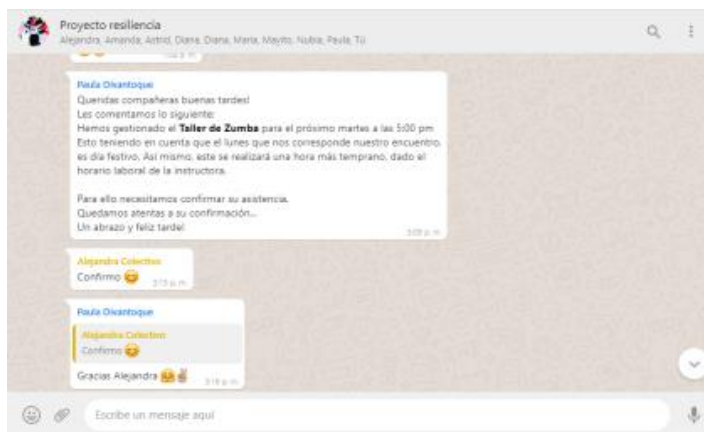 Proyecto resiliencia
Alejandra, Amanda, Astrid, Diana, Diana, Maria, Mayito, Nubia, Paula, Tú
Paula Divantoque
Queridas compañeras buenas tardes!
Les comentamos lo siguiente:
Hemos gestionado el Taller de Zumba para el próximo martes a las 5:00 pm
Esto teniendo en cuenta que el lunes que nos corresponde nuestro encuentro,
es día festivo. Así mismo, este se realizará una hora más temprano, dado el
horario laboral de la instructora.
Para ello necesitamos confirmar su asistencia.
Quedamos atentas a su confirmación...
Un abrazo y feliz tarde!
Alejandra Colectivo
Confirmo 😊
3:13 p. m.
Paula Divantoque
Alejandra Colectivo
Confirmo 😊
Gracias Alejandra
Escribe un mensaje aquí